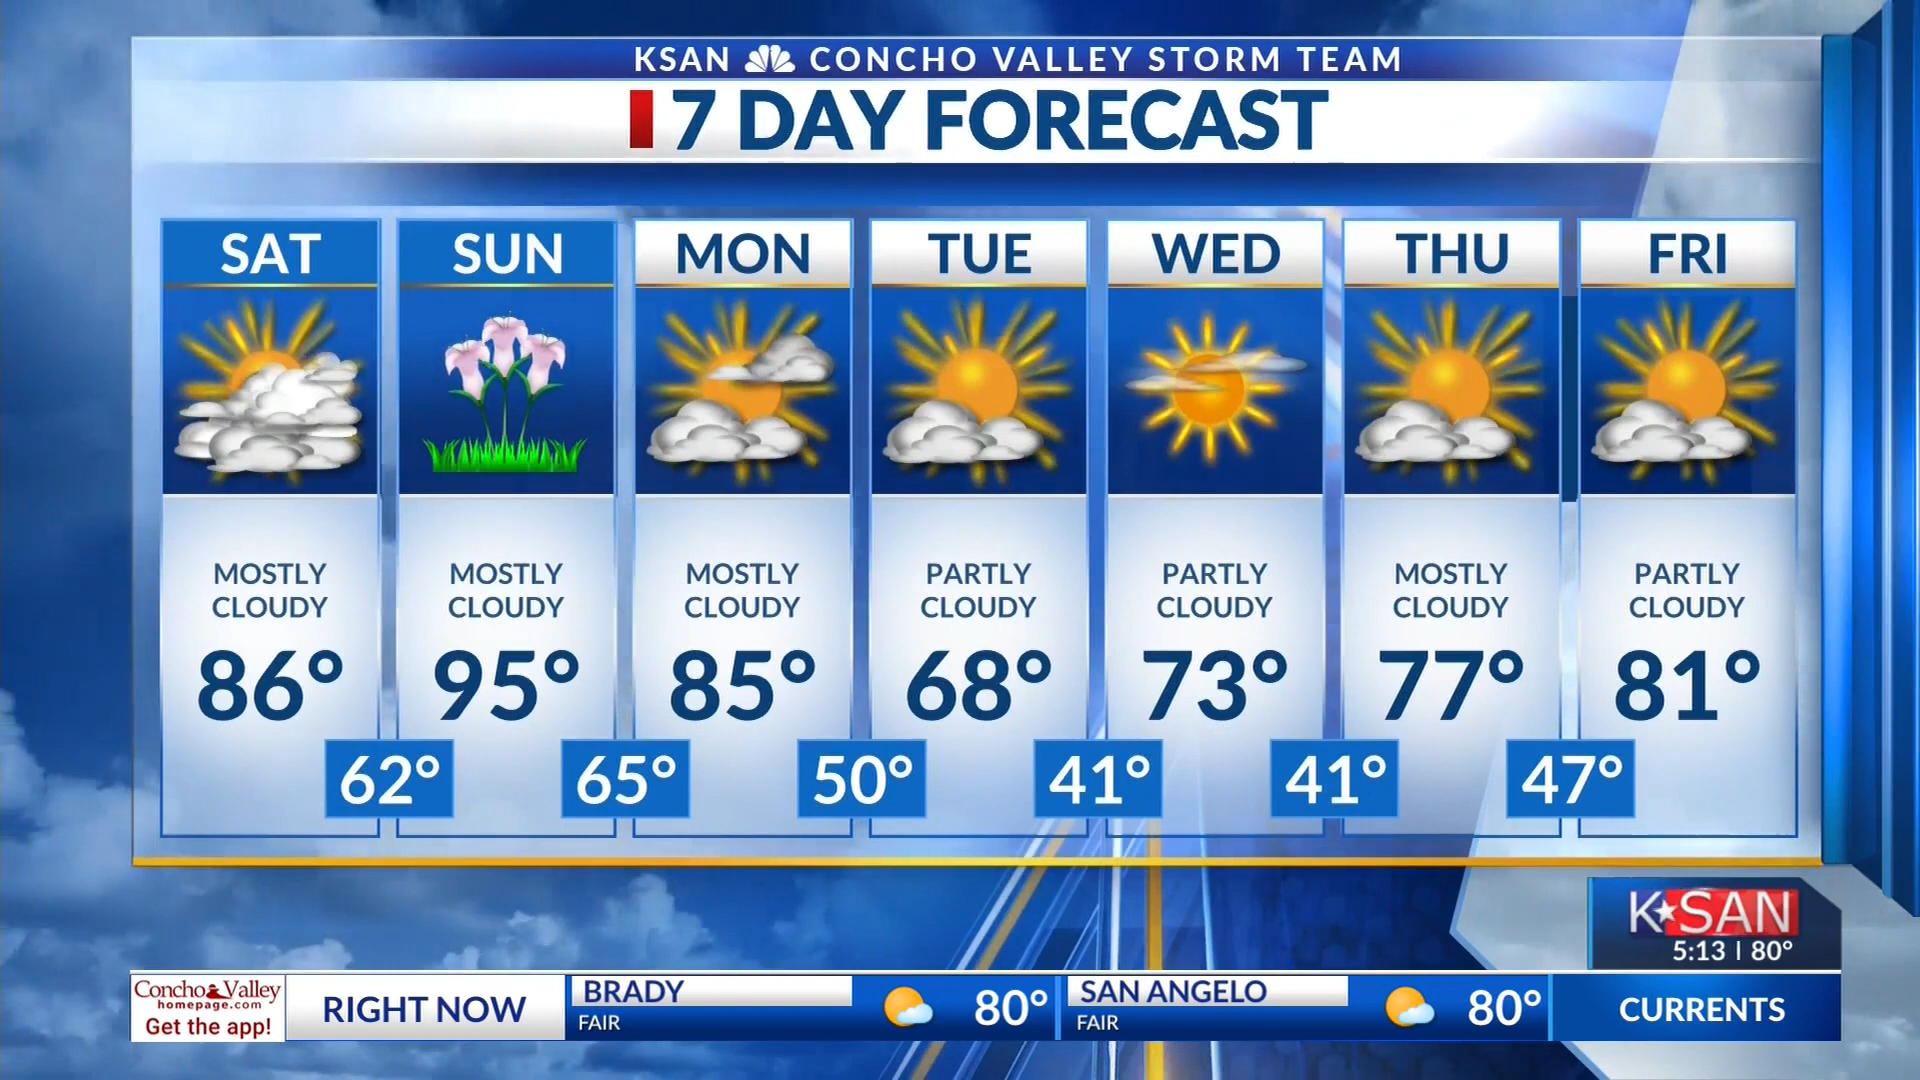 KSAN CONCHO VALLEY STORM TEAM
7 DAY FORECAST
SAT SUN MON TUE WED THU FRI
MOSTLY MOSTLY MOSTLY PARTLY PARTLY MOSTLY PARTLY
CLOUDY CLOUDY CLOUDY CLOUDY CLOUDY CLOUDY CLOUDY
86° 95° 85° 68° 73° 77° 81°
62° 65° 50° 41° 41° 47°
KSAN
5:13 | 80°
Concho Valley
homepage.com
Get the app!
RIGHT NOW
BRADY
FAIR
80°
SAN ANGELO
FAIR
80°
CURRENTS